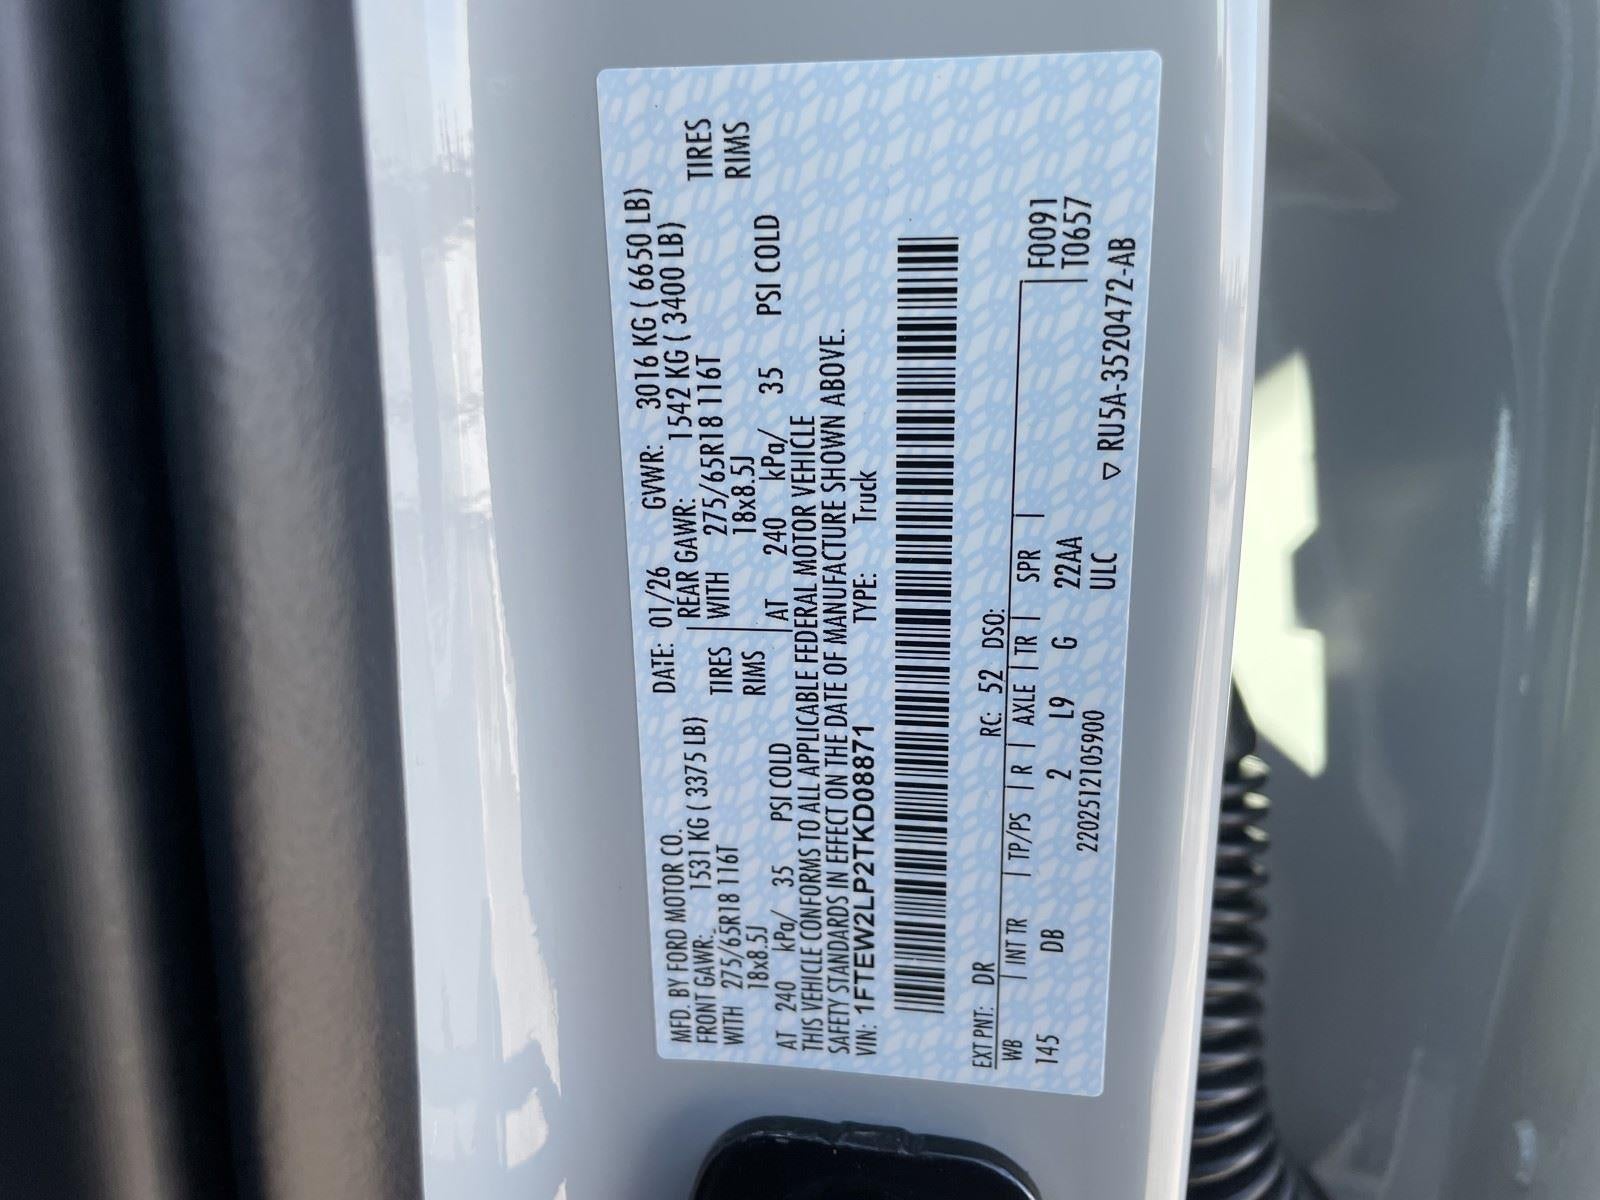 MFD. BY FORD MOTOR CO. DATE: 01/26 GVWR: 3016 KG ( 6650 LB)
FRONT GAWR: 1531 KG ( 3375 LB) REAR GAWR: 1542 KG ( 3400 LB)
WITH 275/65R18 116T TIRES WITH 275/65R18 116T TIRES
18x8.5J RIMS 18x8.5J RIMS
AT 240 kPa/ 35 PSI COLD AT 240 kPa/ 35 PSI COLD
THIS VEHICLE CONFORMS TO ALL APPLICABLE FEDERAL MOTOR VEHICLE
SAFETY STANDARDS IN EFFECT ON THE DATE OF MANUFACTURE SHOWN ABOVE.
VIN: 1FTEW2LP2TKD08871 TYPE: Truck
EXT PNT: DR RC: 52 DSO:
WB | INT TR | TP/PS | R | AXLE | TR | SPR | F0091
145 DB 2 L9 G 22AA T0657
2202512105900 ULC ▽ RU5A-3520472-AB